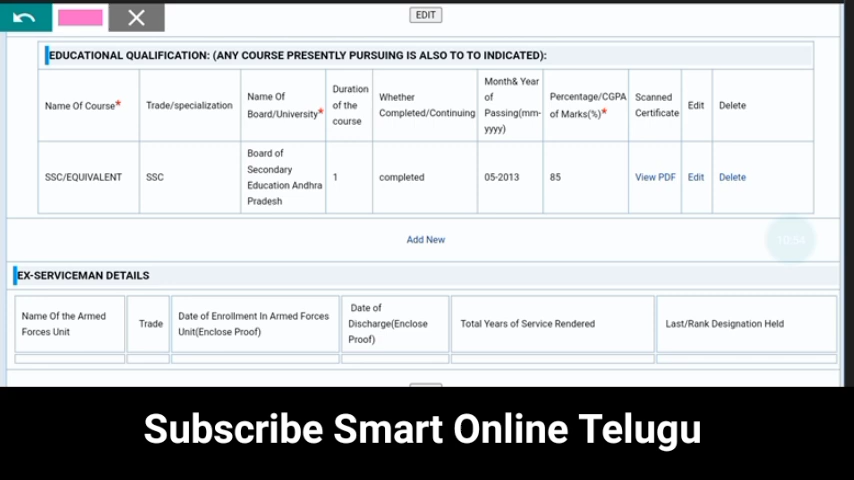 EDIT
EDUCATIONAL QUALIFICATION: (ANY COURSE PRESENTLY PURSUING IS ALSO TO TO INDICATED):
Name Of Course*
Trade/specialization
Name Of
Board/University*
Duration
of the
course
Whether
Completed/Continuing
Month& Year
of
Passing(mm-
yyyy)
Percentage/CGPA
of Marks(%)*
Scanned
Certificate
Edit
Delete
SSC/EQUIVALENT
SSC
Board of
Secondary
Education Andhra
Pradesh
1
completed
05-2013
85
View PDF
Edit
Delete
Add New
10:54
EX-SERVICEMAN DETAILS
Name Of the Armed
Forces Unit
Trade
Date of Enrollment In Armed Forces
Unit(Enclose Proof)
Date of
Discharge(Enclose
Proof)
Total Years of Service Rendered
Last/Rank Designation Held
Subscribe Smart Online Telugu